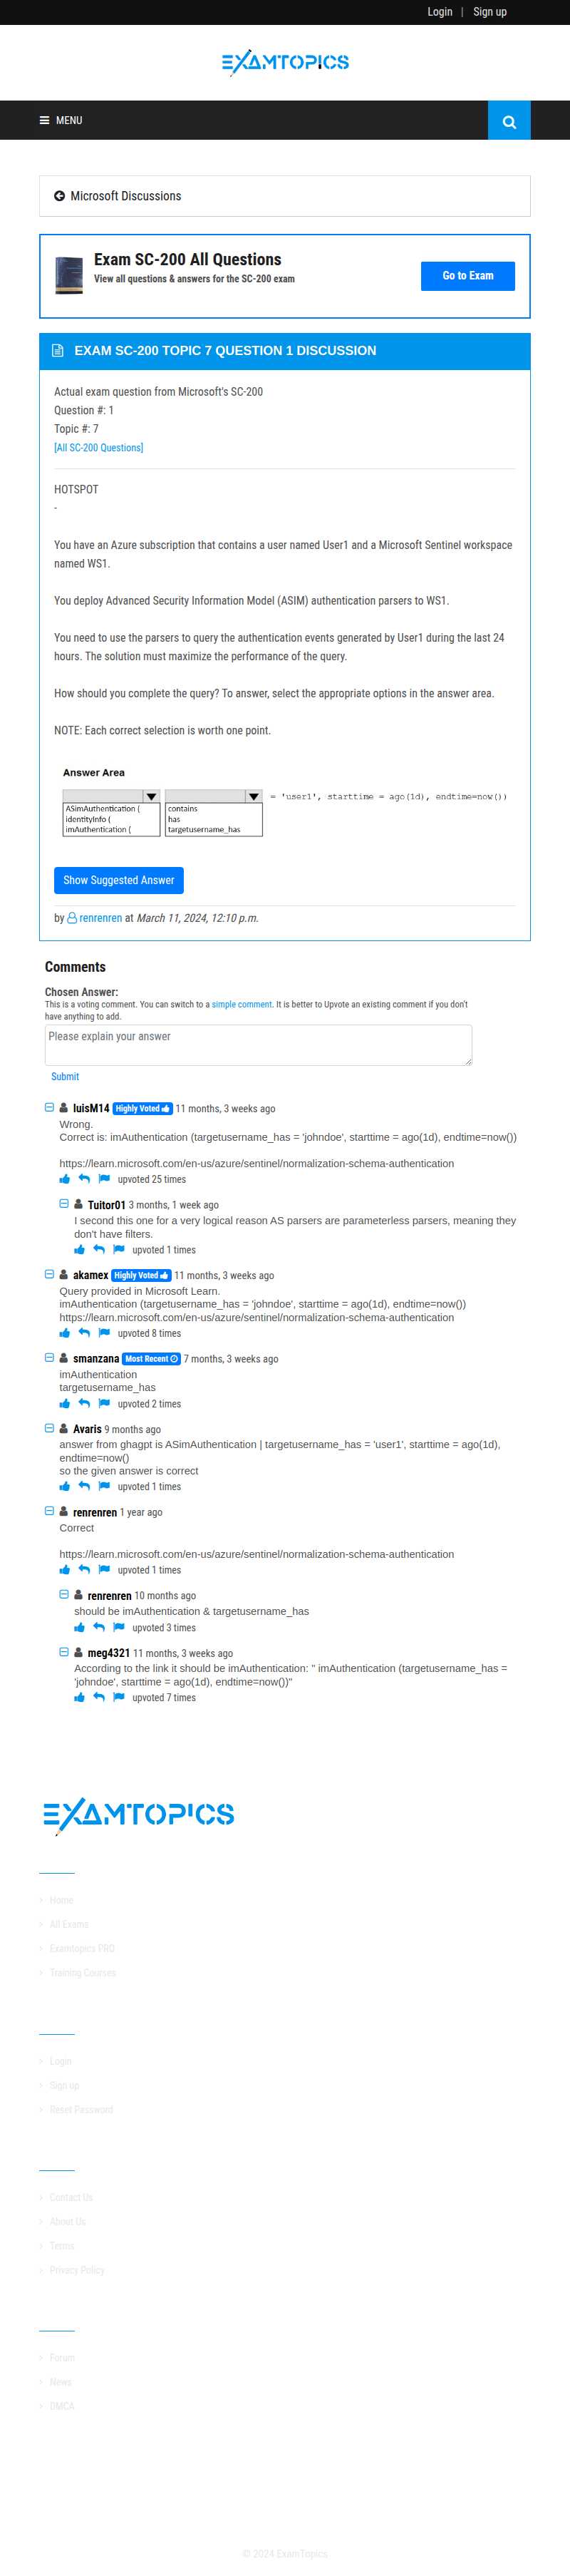 Login | Sign up
EXAMTOPICS
MENU
Microsoft Discussions
Exam SC-200 All Questions
View all questions & answers for the SC-200 exam
Go to Exam
EXAM SC-200 TOPIC 7 QUESTION 1 DISCUSSION
Actual exam question from Microsoft's SC-200
Question #: 1
Topic #: 7
[All SC-200 Questions]
HOTSPOT
-
You have an Azure subscription that contains a user named User1 and a Microsoft Sentinel workspace
named WS1.
You deploy Advanced Security Information Model (ASIM) authentication parsers to WS1.
You need to use the parsers to query the authentication events generated by User1 during the last 24
hours. The solution must maximize the performance of the query.
How should you complete the query? To answer, select the appropriate options in the answer area.
NOTE: Each correct selection is worth one point.
Answer Area
= 'user1', starttime = ago(1d), endtime=now())
ASimAuthentication (
identityInfo (
imAuthentication (
contains
has
targetusername_has
Show Suggested Answer
by renrenren at March 11, 2024, 12:10 p.m.
Comments
Chosen Answer:
This is a voting comment. You can switch to a simple comment. It is better to Upvote an existing comment if you don't
have anything to add.
Please explain your answer
Submit
luisM14 Highly Voted 11 months, 3 weeks ago
Wrong.
Correct is: imAuthentication (targetusername_has = 'johndoe', starttime = ago(1d), endtime=now())
https://learn.microsoft.com/en-us/azure/sentinel/normalization-schema-authentication
upvoted 25 times
Tuitor01 3 months, 1 week ago
I second this one for a very logical reason AS parsers are parameterless parsers, meaning they
don't have filters.
upvoted 1 times
akamex Highly Voted 11 months, 3 weeks ago
Query provided in Microsoft Learn.
imAuthentication (targetusername_has = 'johndoe', starttime = ago(1d), endtime=now())
https://learn.microsoft.com/en-us/azure/sentinel/normalization-schema-authentication
upvoted 8 times
smanzana Most Recent 7 months, 3 weeks ago
imAuthentication
targetusername_has
upvoted 2 times
Avaris 9 months ago
answer from ghagpt is ASimAuthentication | targetusername_has = 'user1', starttime = ago(1d),
endtime=now()
so the given answer is correct
upvoted 1 times
renrenren 1 year ago
Correct
https://learn.microsoft.com/en-us/azure/sentinel/normalization-schema-authentication
upvoted 1 times
renrenren 10 months ago
should be imAuthentication & targetusername_has
upvoted 3 times
meg4321 11 months, 3 weeks ago
According to the link it should be imAuthentication: " imAuthentication (targetusername_has =
'johndoe', starttime = ago(1d), endtime=now())"
upvoted 7 times
EXAMTOPICS
Home
All Exams
Examtopics PRO
Training Courses
Login
Sign up
Reset Password
Contact Us
About Us
Terms
Privacy Policy
Forum
News
DMCA
© 2024 ExamTopics